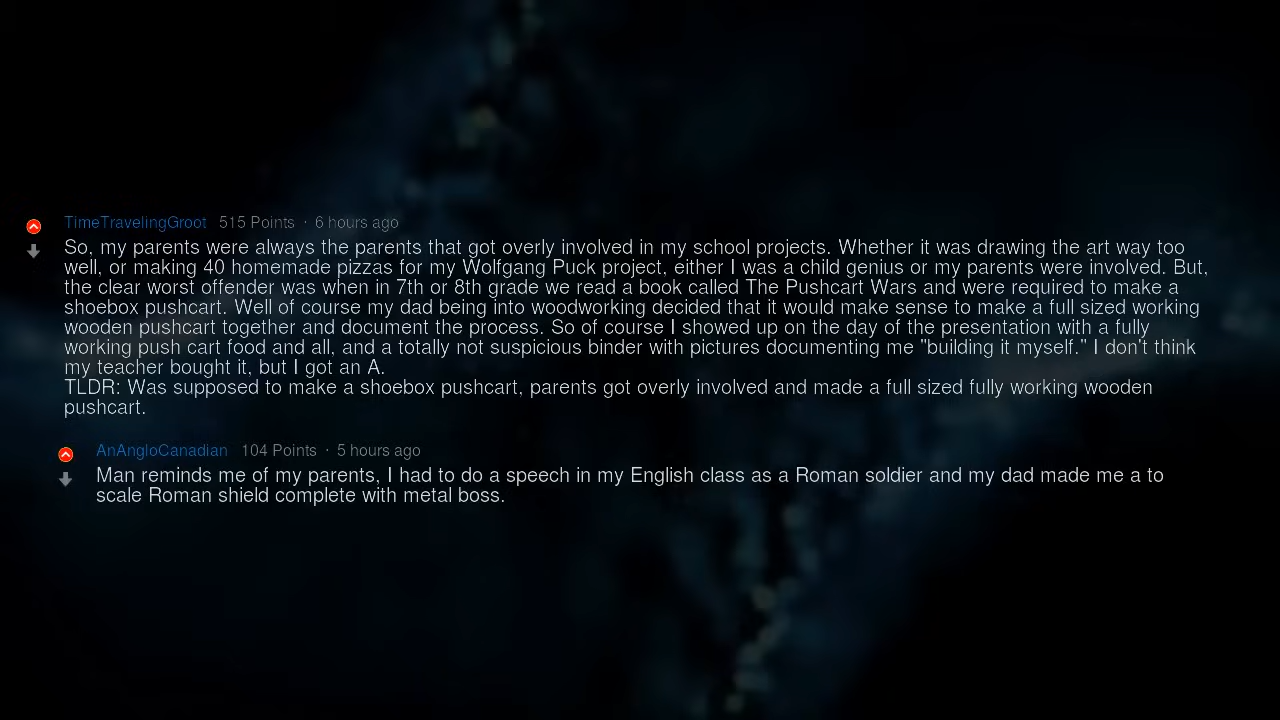 TimeTravelingGroot 515 Points · 6 hours ago
So, my parents were always the parents that got overly involved in my school projects. Whether it was drawing the art way too
well, or making 40 homemade pizzas for my Wolfgang Puck project, either I was a child genius or my parents were involved. But,
the clear worst offender was when in 7th or 8th grade we read a book called The Pushcart Wars and were required to make a
shoebox pushcart. Well of course my dad being into woodworking decided that it would make sense to make a full sized working
wooden pushcart together and document the process. So of course I showed up on the day of the presentation with a fully
working push cart food and all, and a totally not suspicious binder with pictures documenting me "building it myself." I don't think
my teacher bought it, but I got an A.
TLDR: Was supposed to make a shoebox pushcart, parents got overly involved and made a full sized fully working wooden
pushcart.
AnAngloCanadian 104 Points · 5 hours ago
Man reminds me of my parents, I had to do a speech in my English class as a Roman soldier and my dad made me a to
scale Roman shield complete with metal boss.